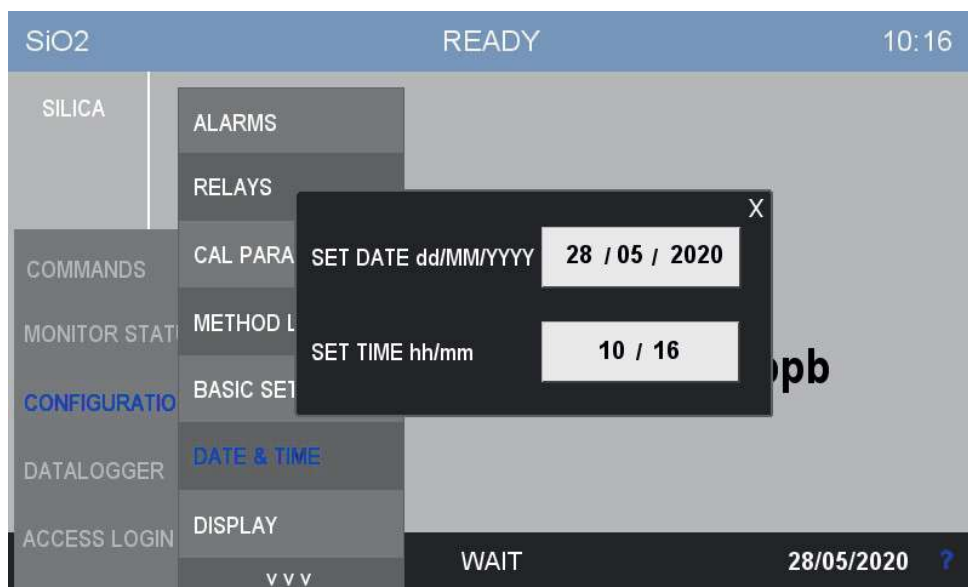 SiO2 READY 10:16
SILICA
COMMANDS
MONITOR STAT
CONFIGURATIO
DATALOGGER
ACCESS LOGIN
ALARMS
RELAYS
CAL PARA
METHOD L
BASIC SET
DATE & TIME
DISPLAY
v v v
X
SET DATE dd/MM/YYYY 28 / 05 / 2020
SET TIME hh/mm 10 / 16
ppb
WAIT 28/05/2020 ?